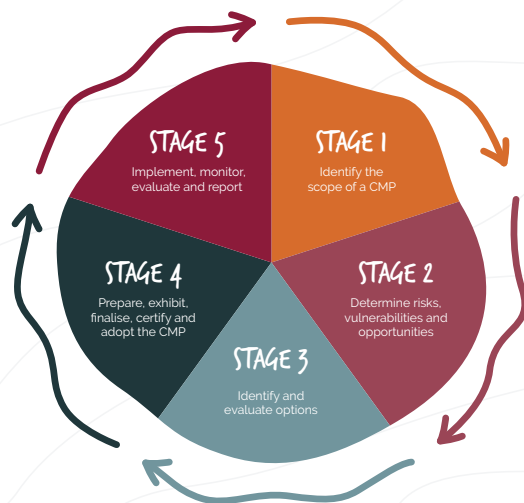 STAGE 1
Identify the
scope of a CMP
STAGE 2
Determine risks,
vulnerabilities and
opportunities
STAGE 3
Identify and
evaluate options
STAGE 4
Prepare, exhibit,
finalise, certify and
adopt the CMP
STAGE 5
Implement, monitor,
evaluate and report